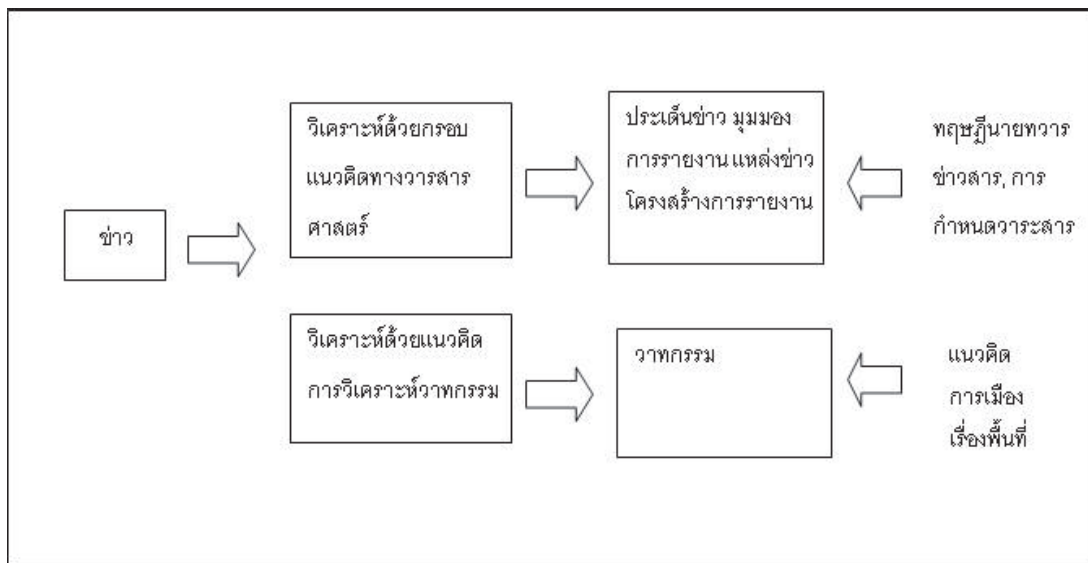 ข่าว
วิเคราะห์ด้วยกรอบ
แนวคิดทางวารสาร
ศาสตร์
ประเด็นข่าว มุมมอง
การรายงาน แหล่งข่าว
โครงสร้างการรายงาน
ทฤษฎีนายทวาร
ข่าวสาร, การ
กำหนดวาระสาร
วิเคราะห์ด้วยแนวคิด
การวิเคราะห์วาทกรรม
วาทกรรม
แนวคิด
การเมือง
เรื่องพื้นที่